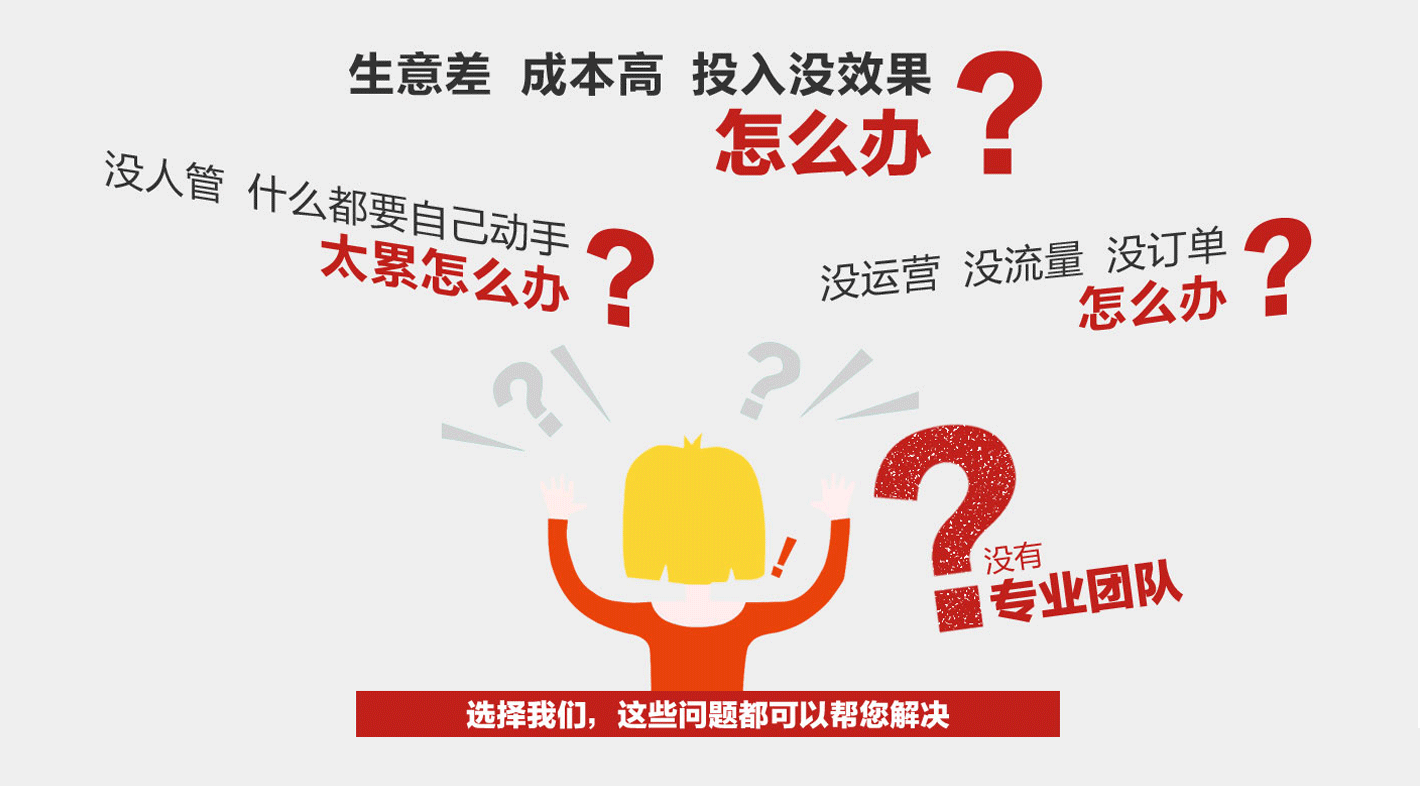 生意差 成本高 投入没效果
怎么办?
没人管 什么都要自己动手
太累怎么办?
没运营 没流量 没订单
怎么办?
? ?
!
?
没有
专业团队
选择我们，这些问题都可以帮您解决